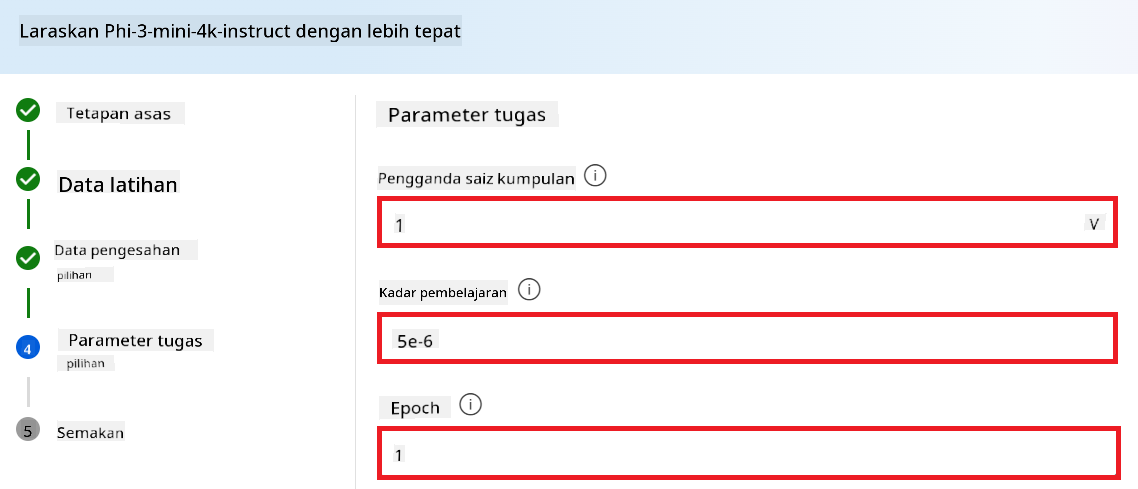 Laraskan Phi-3-mini-4k-instruct dengan lebih tepat
Tetapan asas
Data latihan
Data pengesahan
pilihan
4
Parameter tugas
pilihan
5
Semakan
Parameter tugas
Pengganda saiz kumpulan
1
V
Kadar pembelajaran
5e-6
Epoch
1